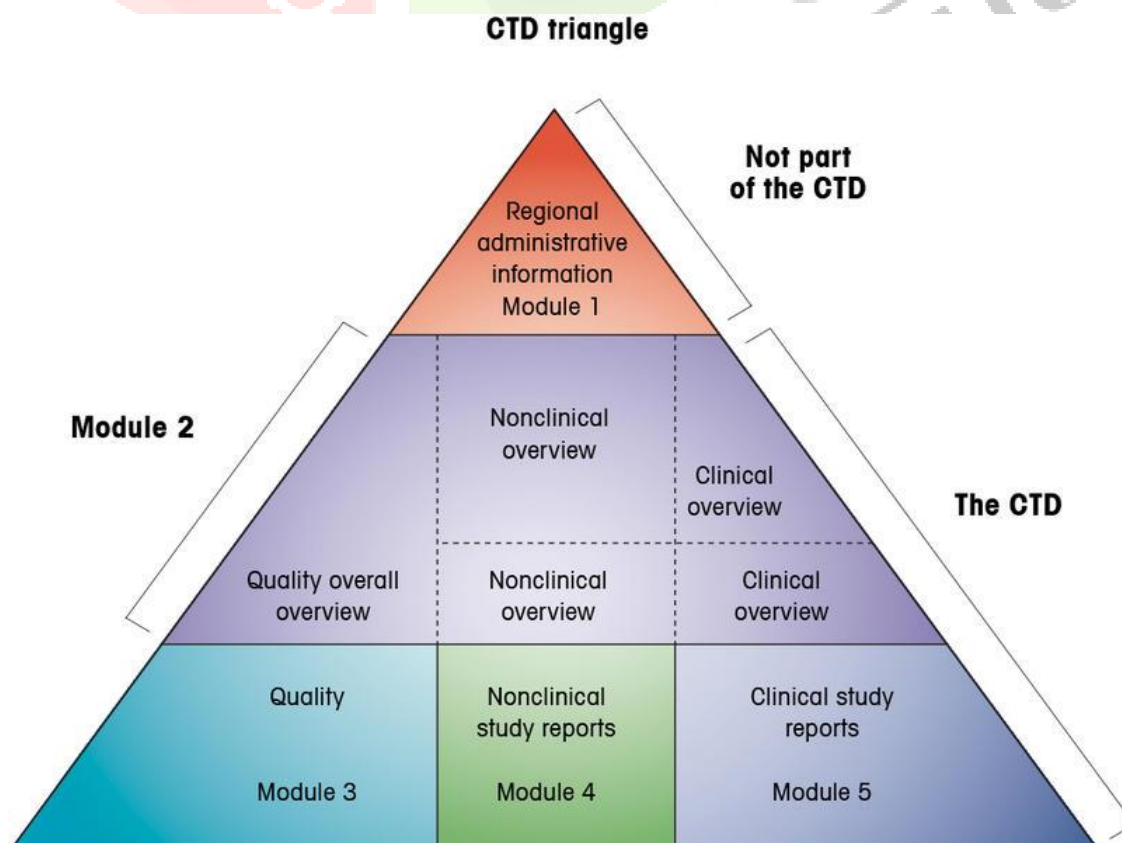 CTD triangle
Not part
of the CTD
Regional
administrative
information
Module 1
Module 2
Nonclinical
overview
Clinical
overview
The CTD
Quality overall
overview
Nonclinical
overview
Clinical
overview
Quality
Nonclinical
study reports
Clinical study
reports
Module 3
Module 4
Module 5